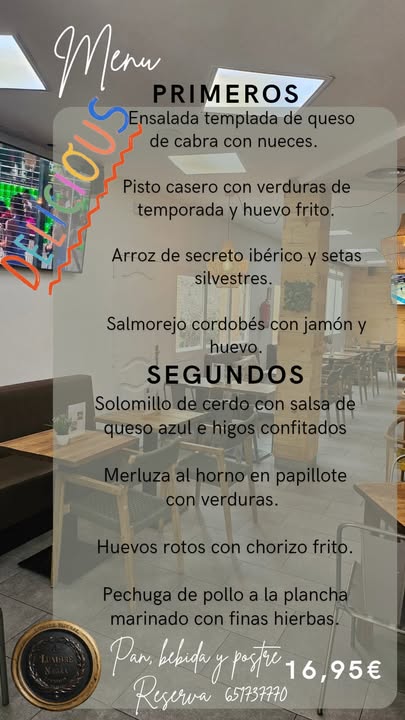 Menu
PRIMEROS
DELICIOUS
Ensalada templada de queso
de cabra con nueces.
Pisto casero con verduras de
temporada y huevo frito.
Arroz de secreto ibérico y setas
silvestres.
Salmorejo cordobés con jamón y
huevo.
SEGUNDOS
Solomillo de cerdo con salsa de
queso azul e higos confitados
Merluza al horno en papillote
con verduras.
Huevos rotos con chorizo frito.
Pechuga de pollo a la plancha
marinado con finas hierbas.
Pan, bebida y postre
16,95€
Reserva 651737770